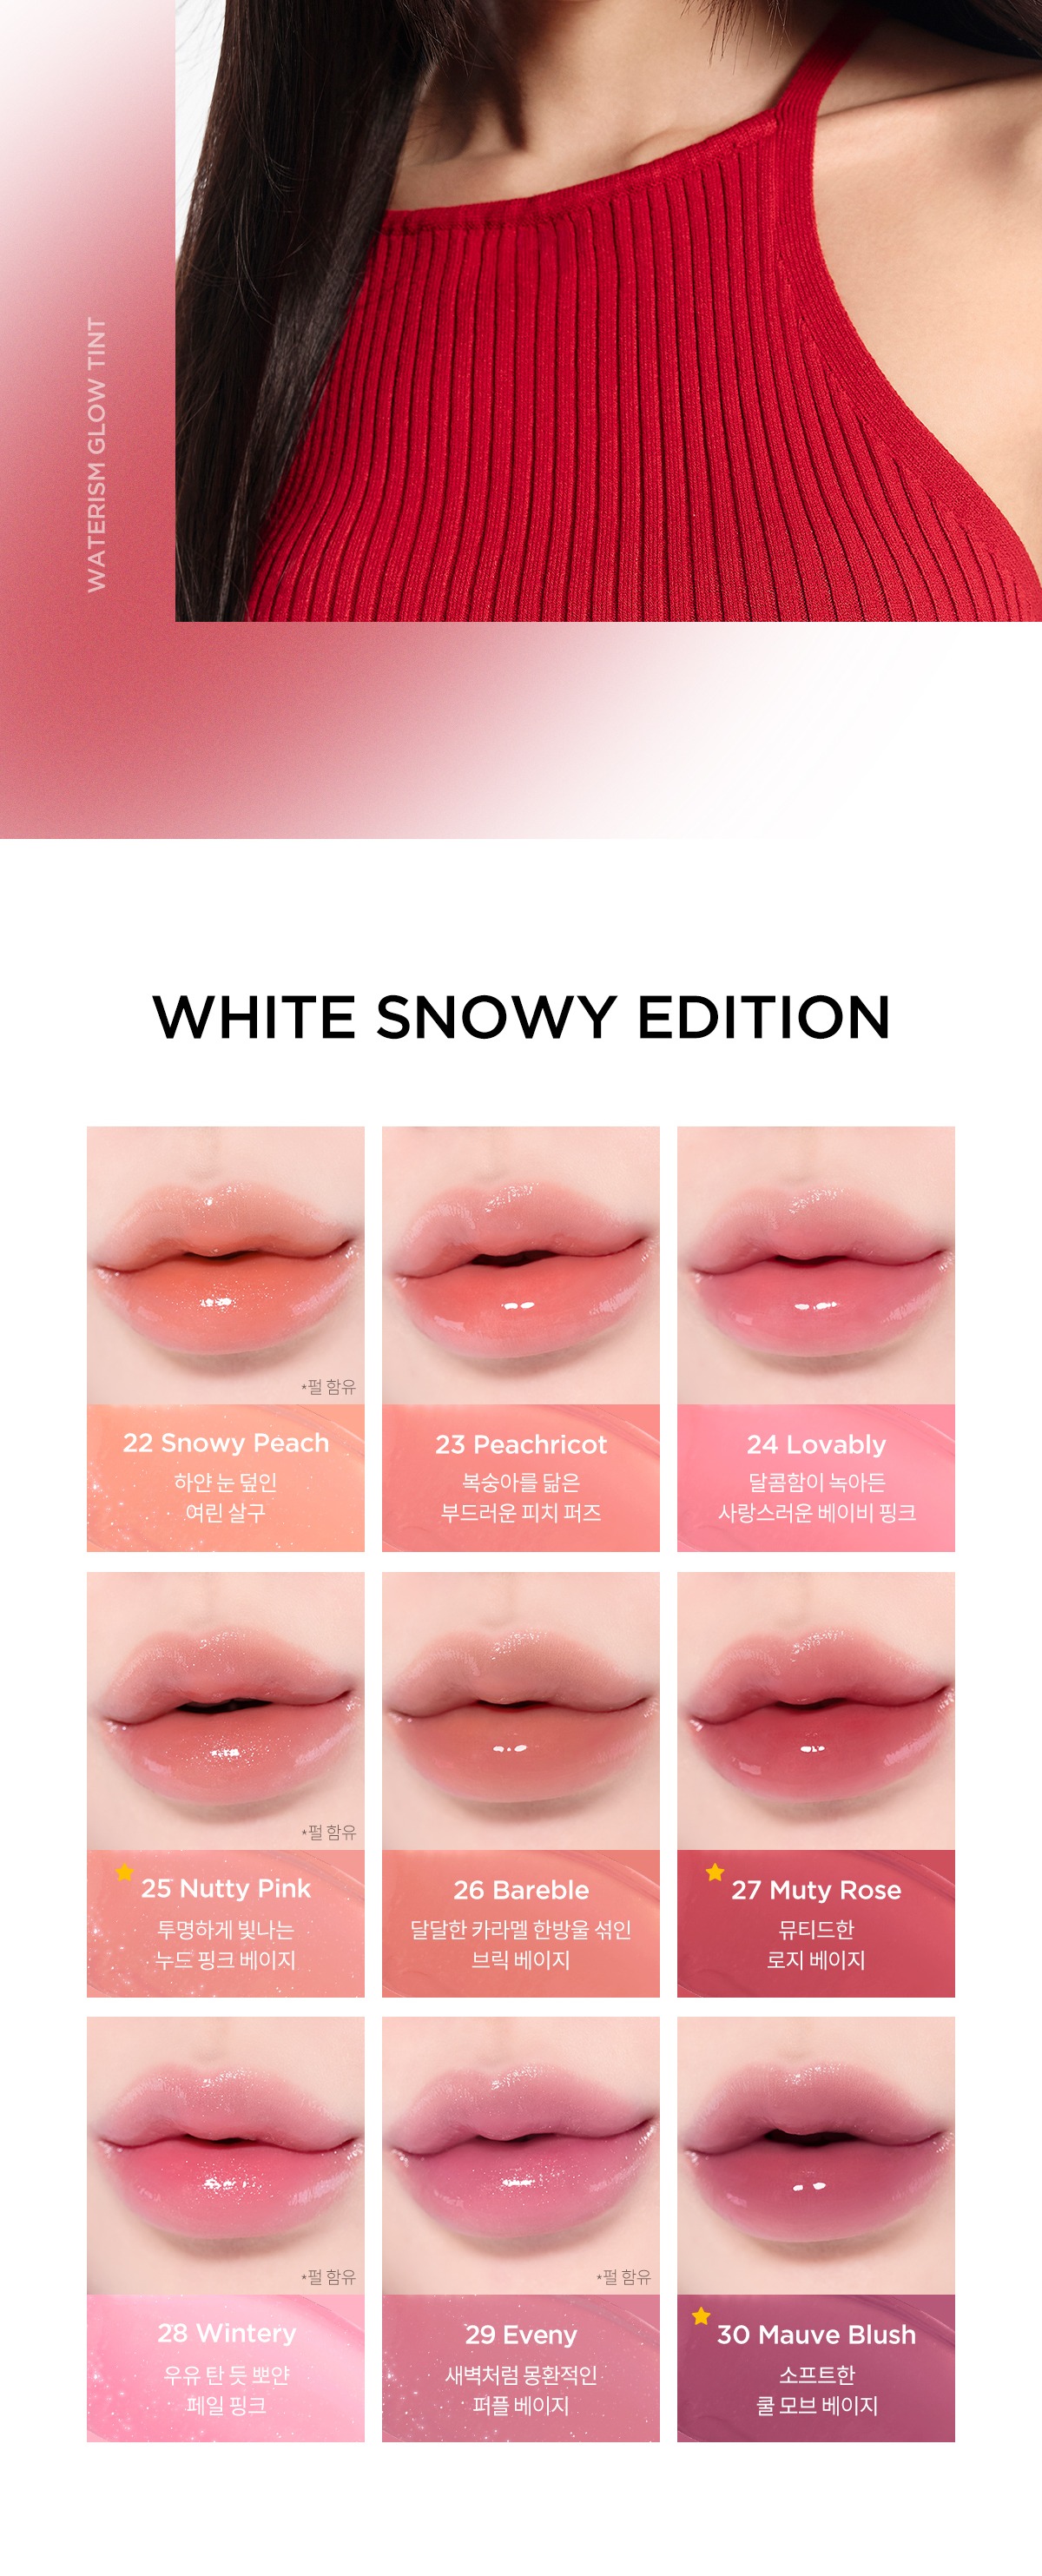 WATERISM GLOW TINT
WHITE SNOWY EDITION
*펄 함유
22 Snowy Peach
하얀 눈 덮인
여린 살구
23 Peachricot
복숭아를 닮은
부드러운 피치 퍼즈
24 Lovably
달콤함이 녹아든
사랑스러운 베이비 핑크
*펄 함유
25 Nutty Pink
투명하게 빛나는
누드 핑크 베이지
26 Bareble
달달한 카라멜 한방울 섞인
브릭 베이지
27 Muty Rose
뮤티드한
로지 베이지
*펄 함유
28 Wintery
우유 탄 듯 뽀얀
페일 핑크
*펄 함유
29 Eveny
새벽처럼 몽환적인
퍼플 베이지
30 Mauve Blush
소프트한
쿨 모브 베이지